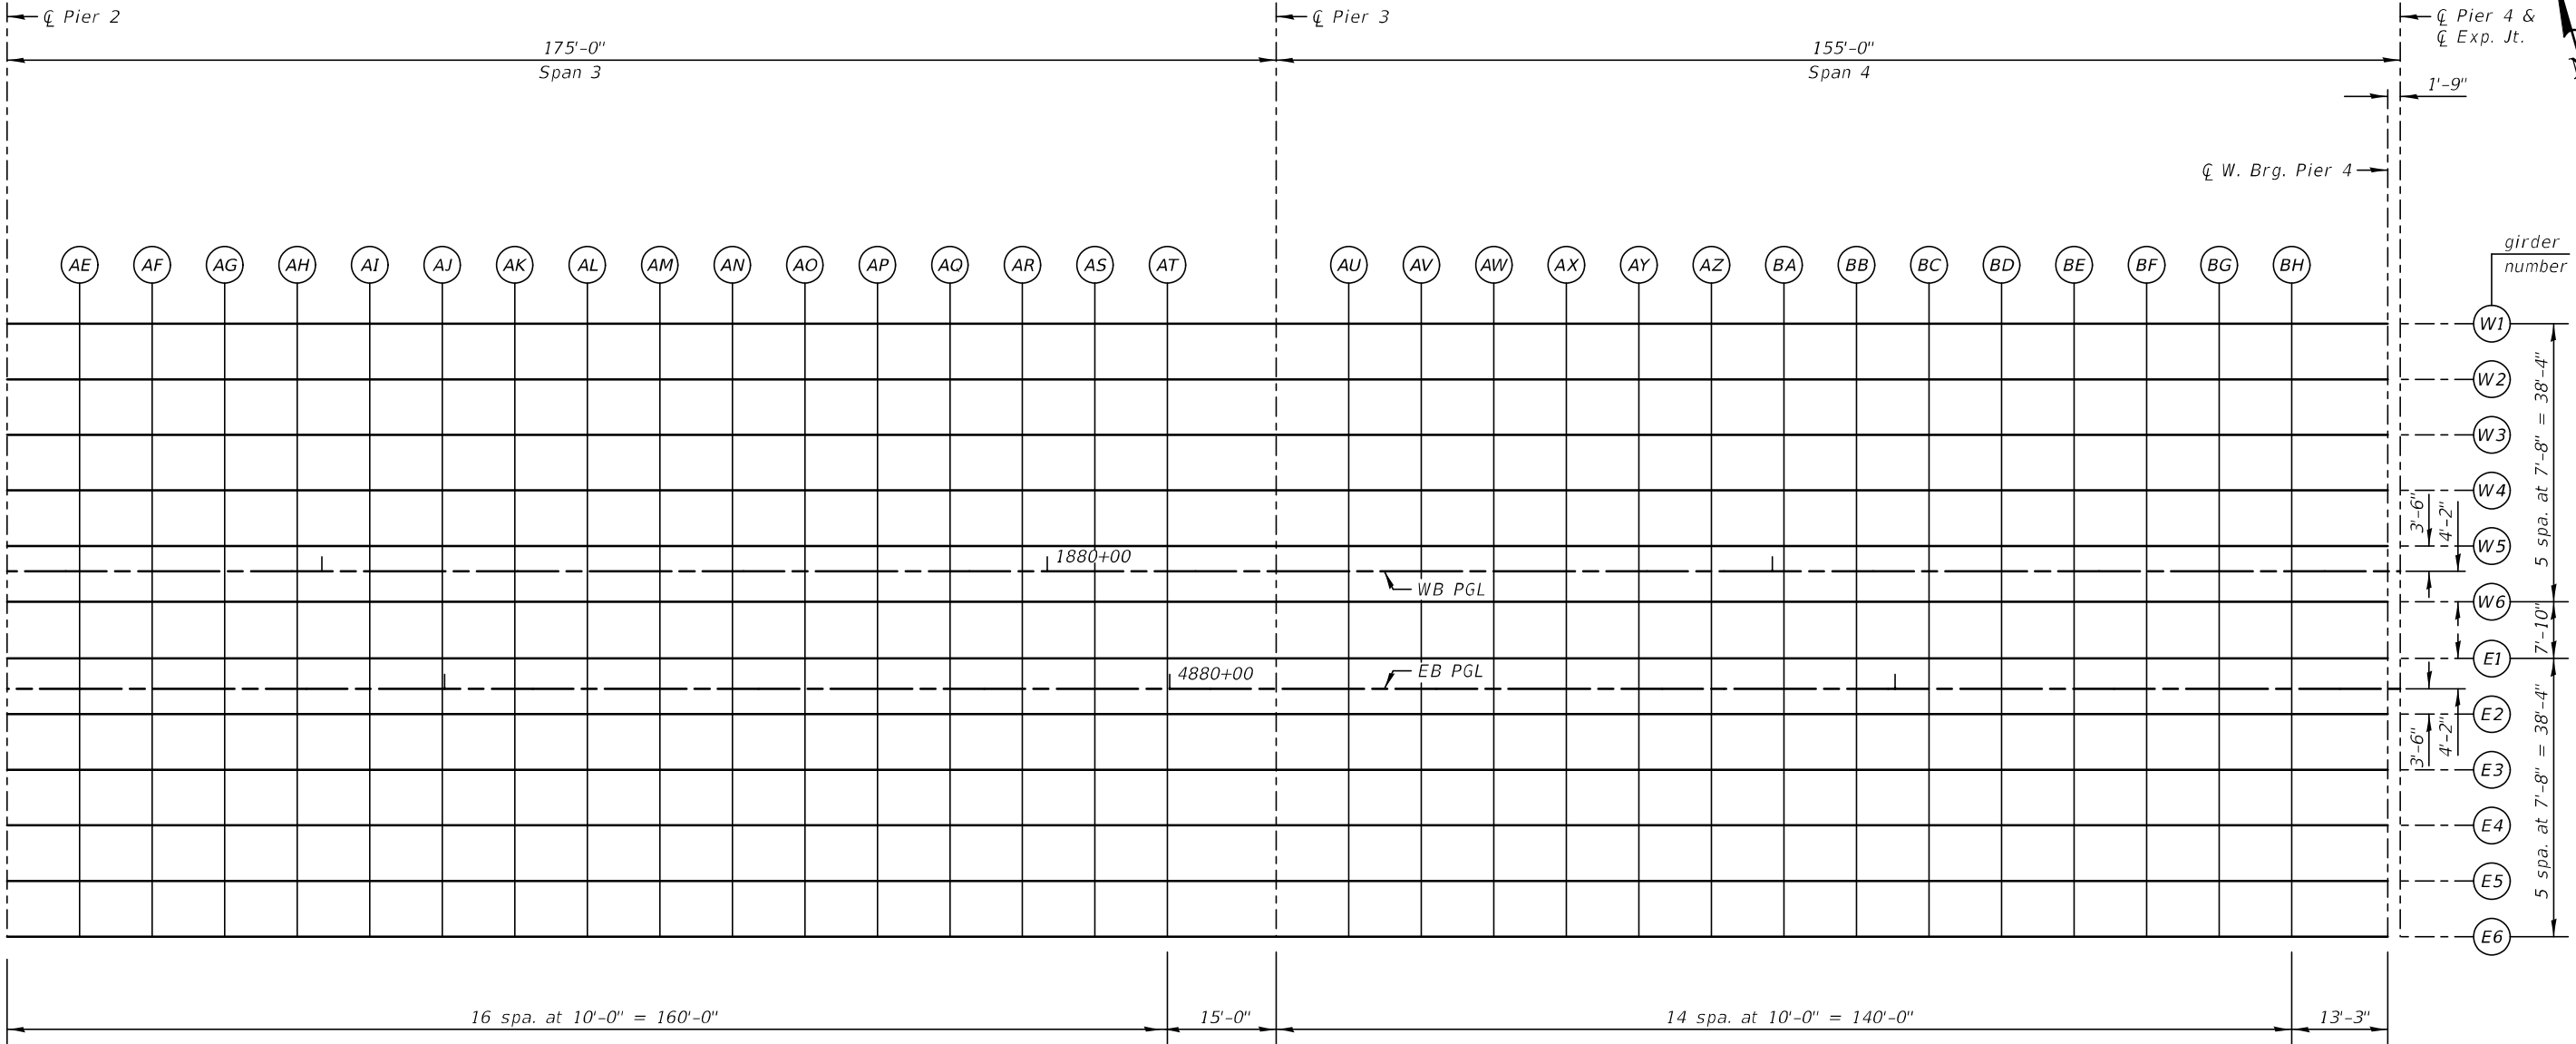 ℄ Pier 2
℄ Pier 3
℄ Pier 4 &
℄ Exp. Jt.
175'-0"
Span 3
155'-0"
Span 4
1'-9"
℄ W. Brg. Pier 4
girder
number
AE AF AG AH AI AJ AK AL AM AN AO AP AQ AR AS AT AU AV AW AX AY AZ BA BB BC BD BE BF BG BH
W1
W2
W3
W4
W5
W6
E1
E2
E3
E4
E5
E6
5 spa. at 7'-8" = 38'-4"
3'-6"
4'-2"
7'-10"
3'-6"
4'-2"
5 spa. at 7'-8" = 38'-4"
1880+00
WB PGL
4880+00
EB PGL
16 spa. at 10'-0" = 160'-0"
15'-0"
14 spa. at 10'-0" = 140'-0"
13'-3"